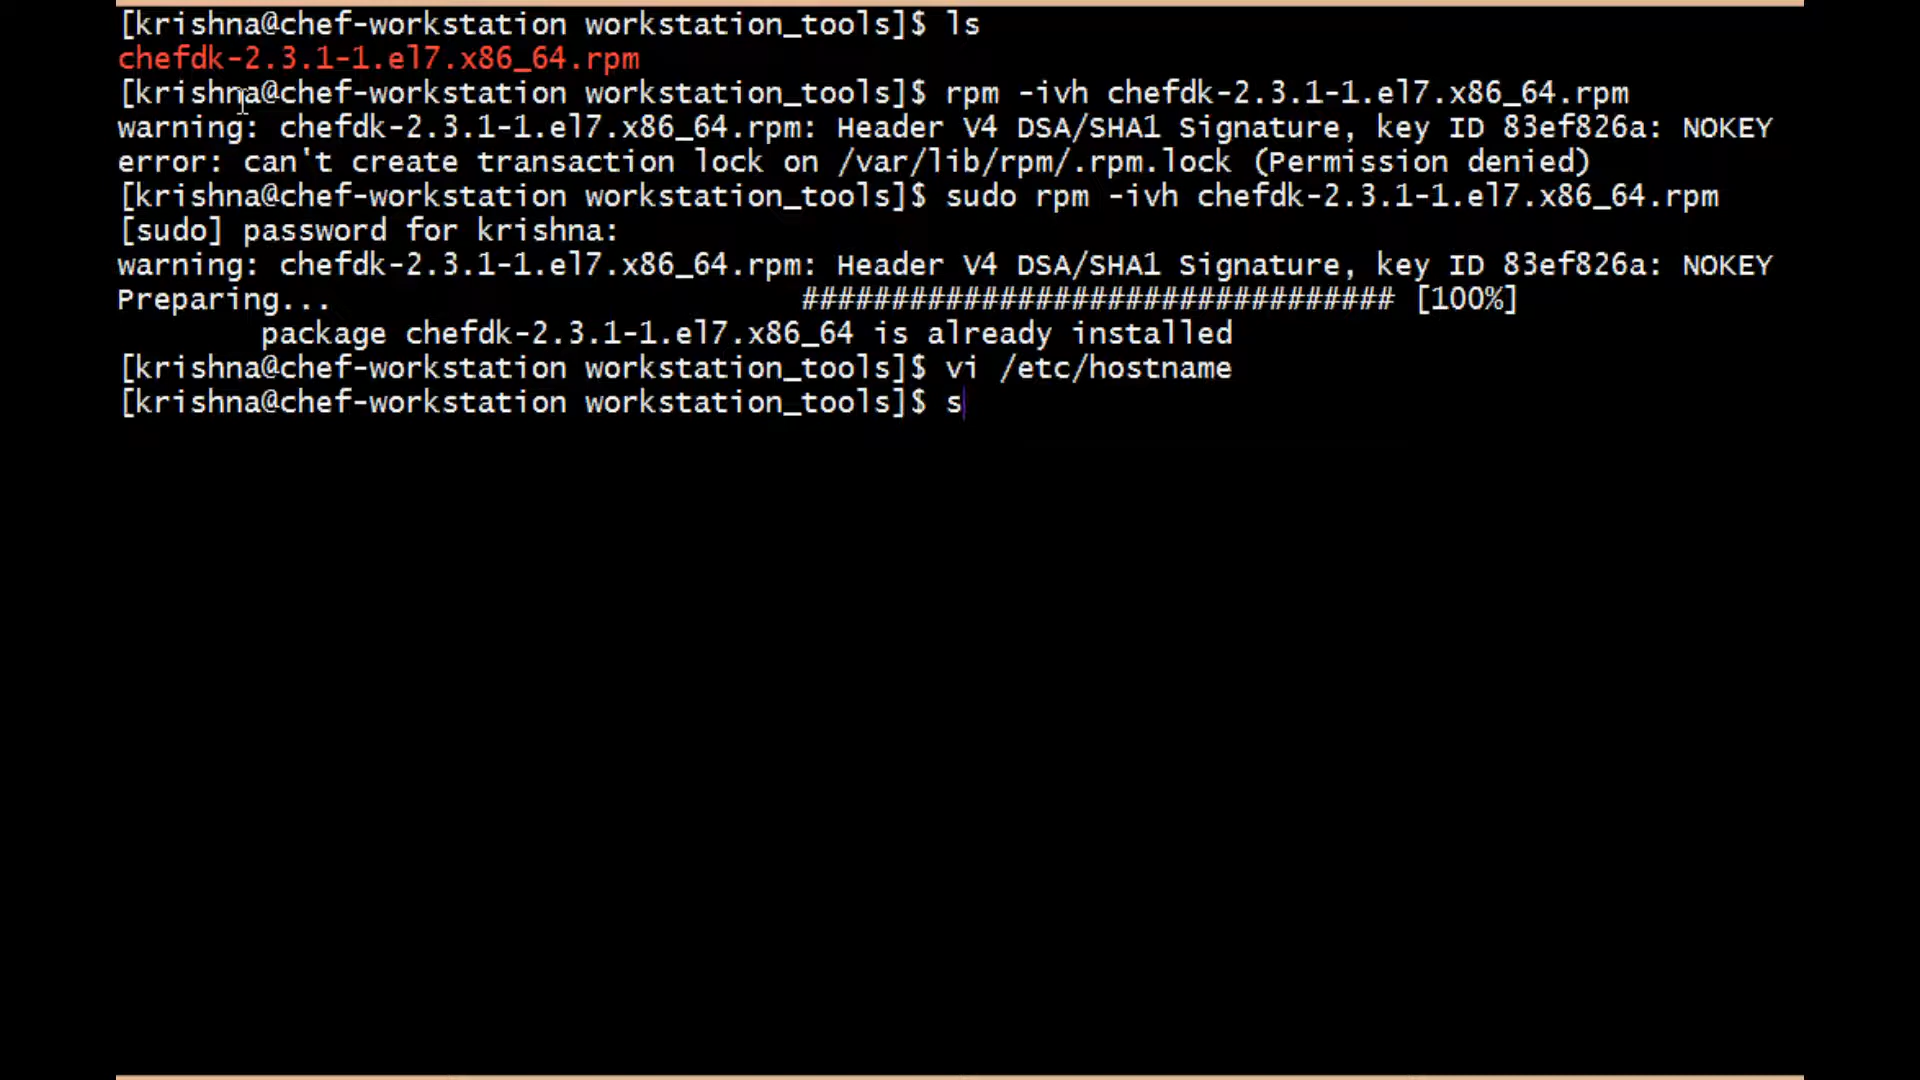 [krishna@chef-workstation workstation_tools]$ ls
chefdk-2.3.1-1.el7.x86_64.rpm
[krishna@chef-workstation workstation_tools]$ rpm -ivh chefdk-2.3.1-1.el7.x86_64.rpm
warning: chefdk-2.3.1-1.el7.x86_64.rpm: Header V4 DSA/SHA1 Signature, key ID 83ef826a: NOKEY
error: can't create transaction lock on /var/lib/rpm/.rpm.lock (Permission denied)
[krishna@chef-workstation workstation_tools]$ sudo rpm -ivh chefdk-2.3.1-1.el7.x86_64.rpm
[sudo] password for krishna:
warning: chefdk-2.3.1-1.el7.x86_64.rpm: Header V4 DSA/SHA1 Signature, key ID 83ef826a: NOKEY
Preparing... ################################# [100%]
package chefdk-2.3.1-1.el7.x86_64 is already installed
[krishna@chef-workstation workstation_tools]$ vi /etc/hostname
[krishna@chef-workstation workstation_tools]$ s